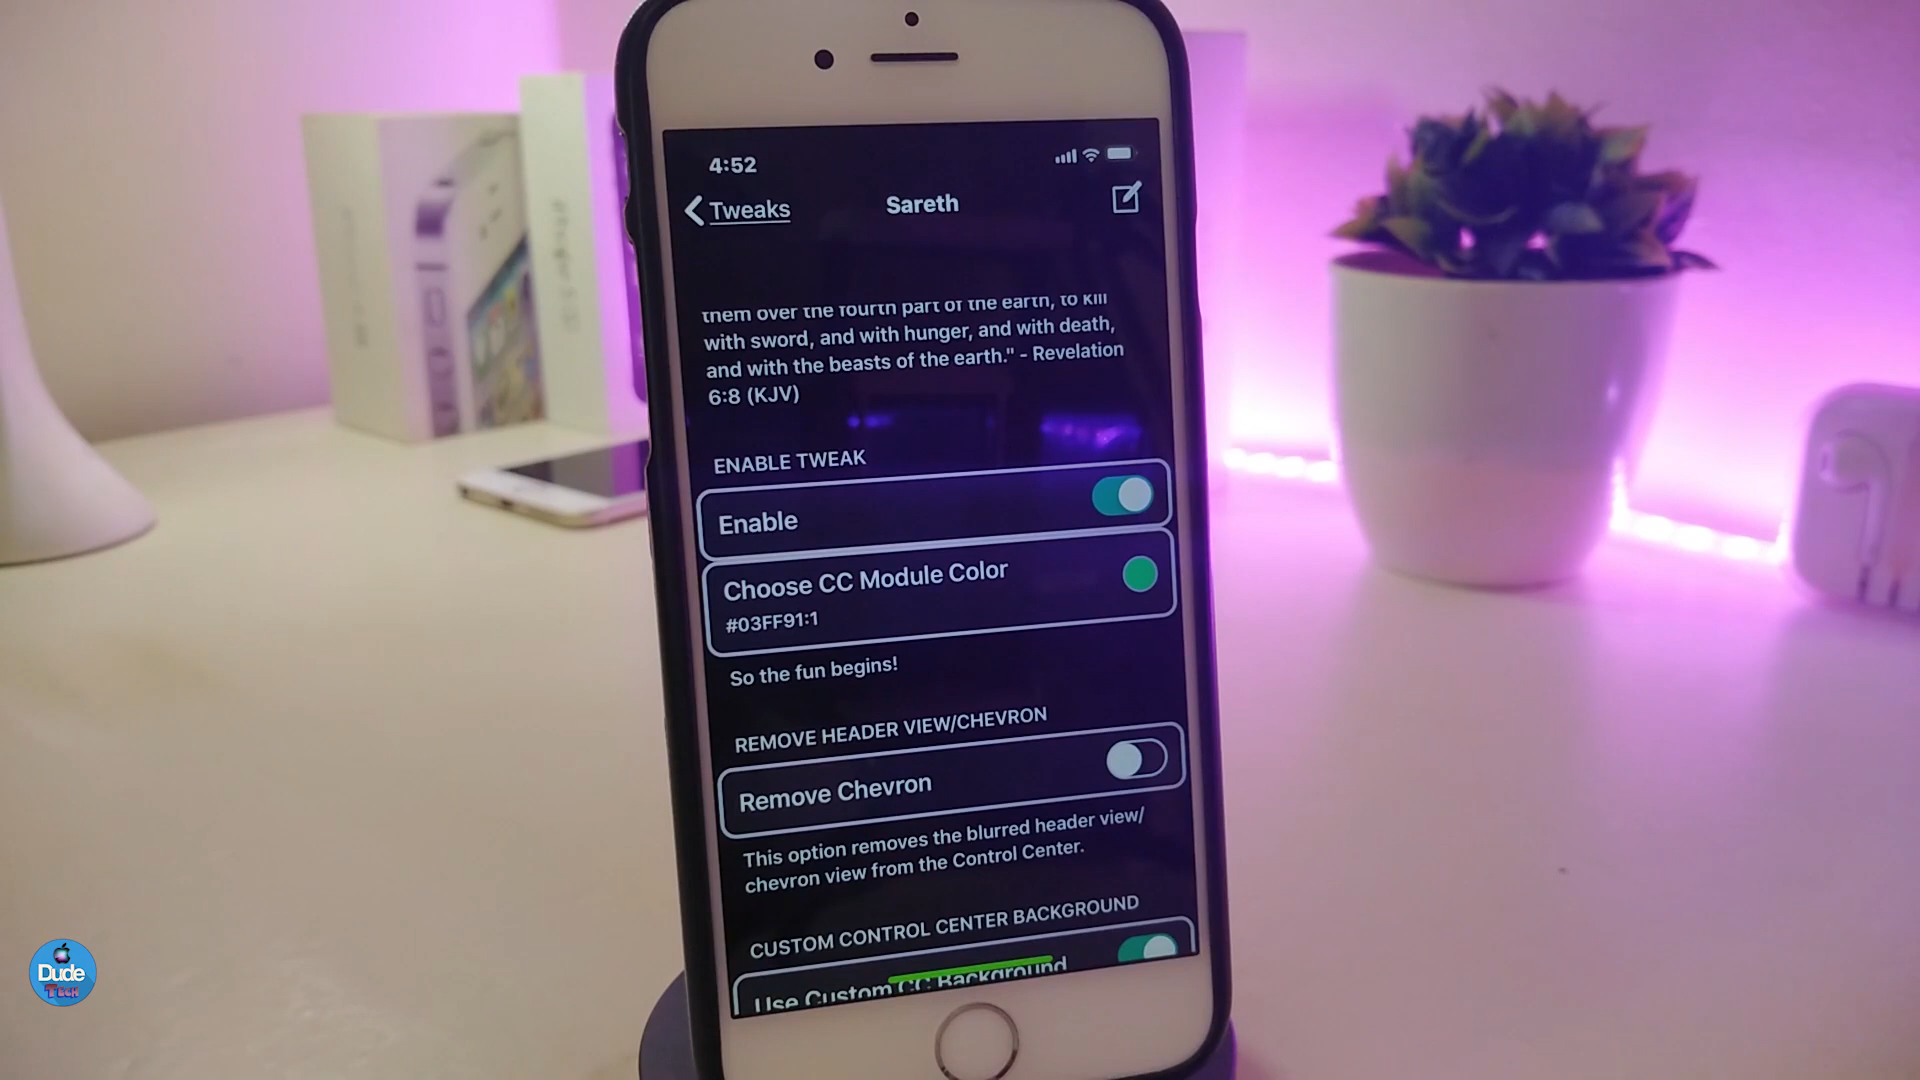 4:52
Tweaks
Sareth
them over the fourth part of the earth, to kill
with sword, and with hunger, and with death,
and with the beasts of the earth." - Revelation
6:8 (KJV)
ENABLE TWEAK
Enable
Choose CC Module Color
#03FF91:1
So the fun begins!
REMOVE HEADER VIEW/CHEVRON
Remove Chevron
This option removes the blurred header view/
chevron view from the Control Center.
CUSTOM CONTROL CENTER BACKGROUND
Use Custom CC Background
Dude
Tech